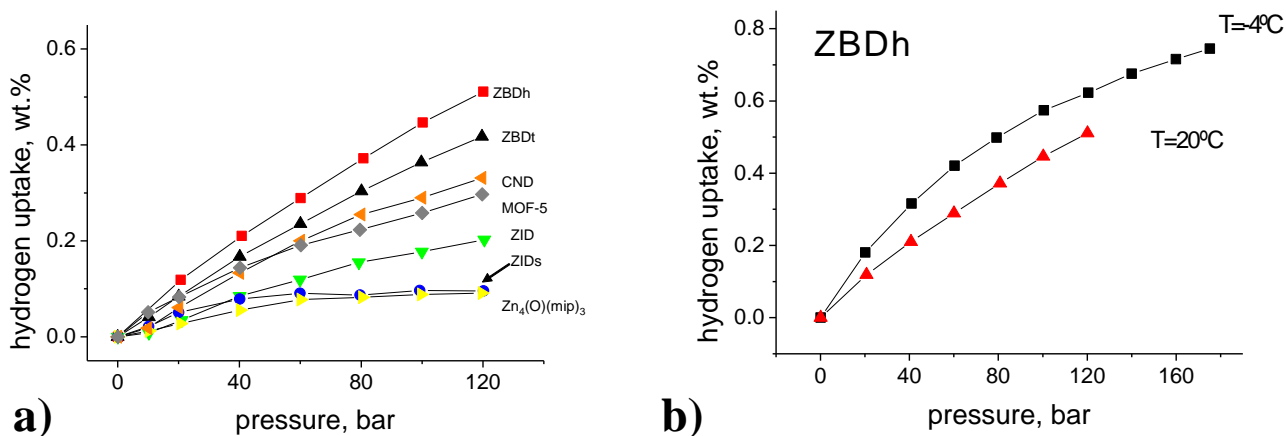 0.6
0.4
0.2
0.0
hydrogen uptake, wt.%
ZBDh
ZBDt
CND
MOF-5
ZID
ZIDs
Zn4(O)(mip)3
0 40 80 120
pressure, bar
a)
ZBDh
T=-4ºC
T=20ºC
0.8
0.6
0.4
0.2
0.0
hydrogen uptake, wt.%
0 40 80 120 160
pressure, bar
b)